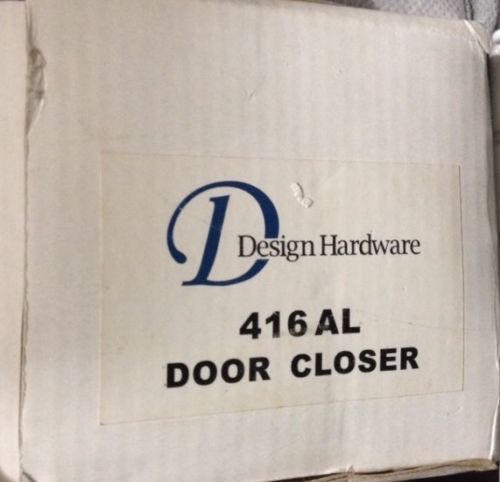 D
Design Hardware
416 AL
DOOR CLOSER